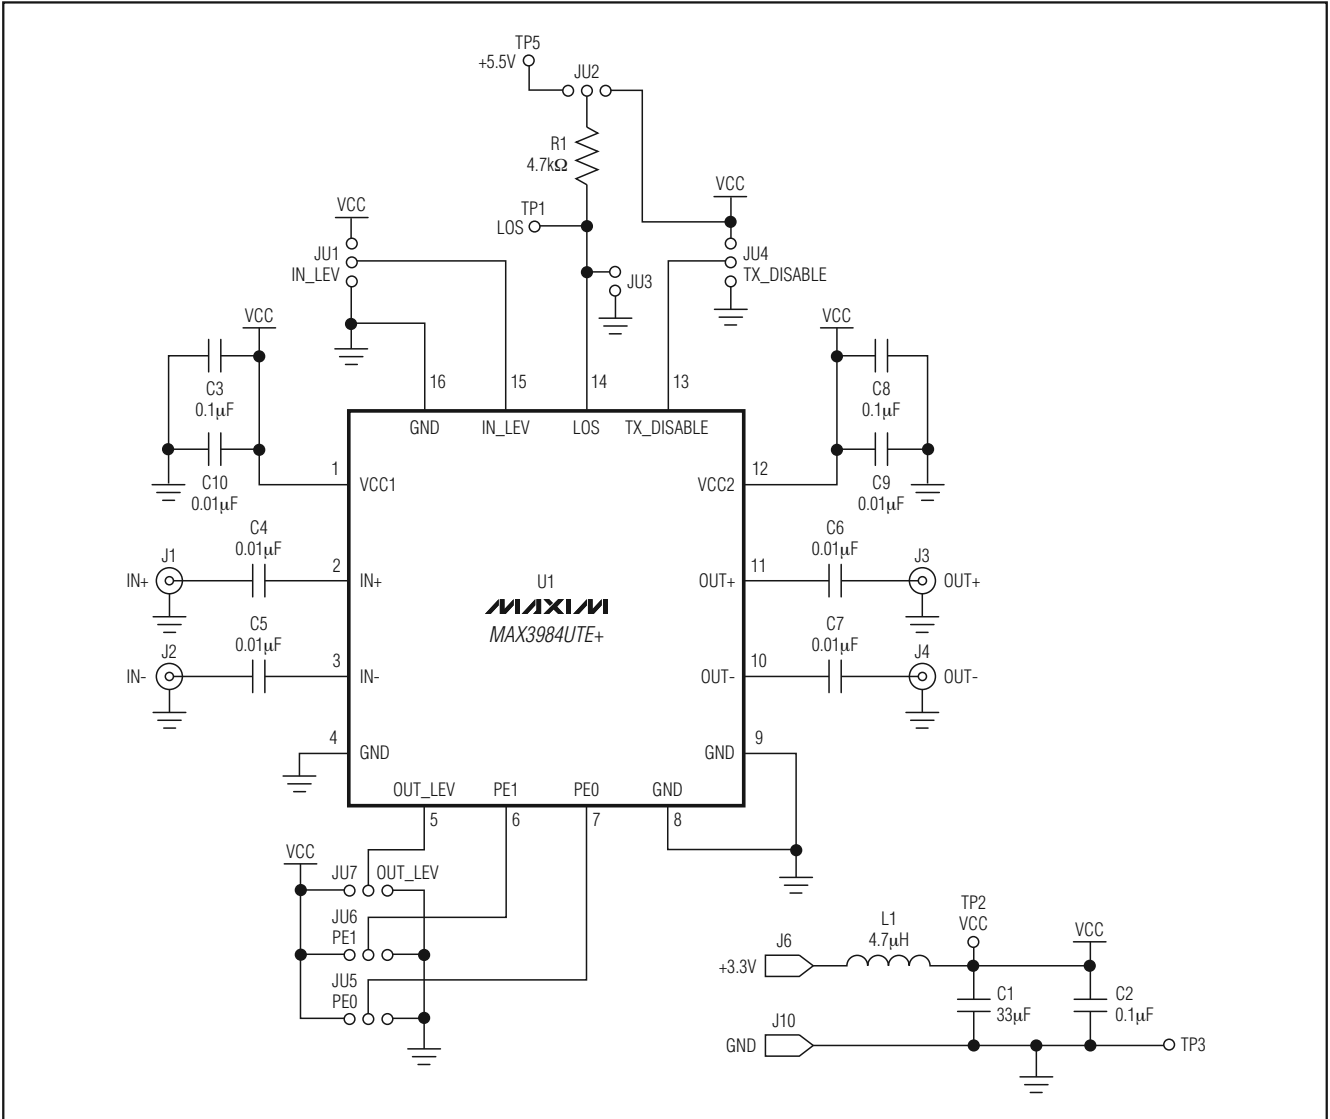 TP5
+5.5V
JU2
R1
4.7kΩ
TP1
LOS
VCC
JU1
IN_LEV
JU3
VCC
JU4
TX_DISABLE
VCC
C3
0.1μF
C10
0.01μF
VCC
C8
0.1μF
C9
0.01μF
16
15
14
13
GND
IN_LEV
LOS
TX_DISABLE
1
VCC1
12
VCC2
C4
0.01μF
J1
IN+
2
IN+
C5
0.01μF
J2
IN-
3
IN-
4
GND
U1
MAXIM
MAX3984UTE+
C6
0.01μF
11
OUT+
J3
OUT+
C7
0.01μF
10
OUT-
J4
OUT-
9
GND
OUT_LEV
PE1
PE0
GND
5
6
7
8
VCC
JU7
OUT_LEV
JU6
PE1
JU5
PE0
J6
+3.3V
L1
4.7μH
TP2
VCC
VCC
C1
33μF
C2
0.1μF
J10
GND
TP3